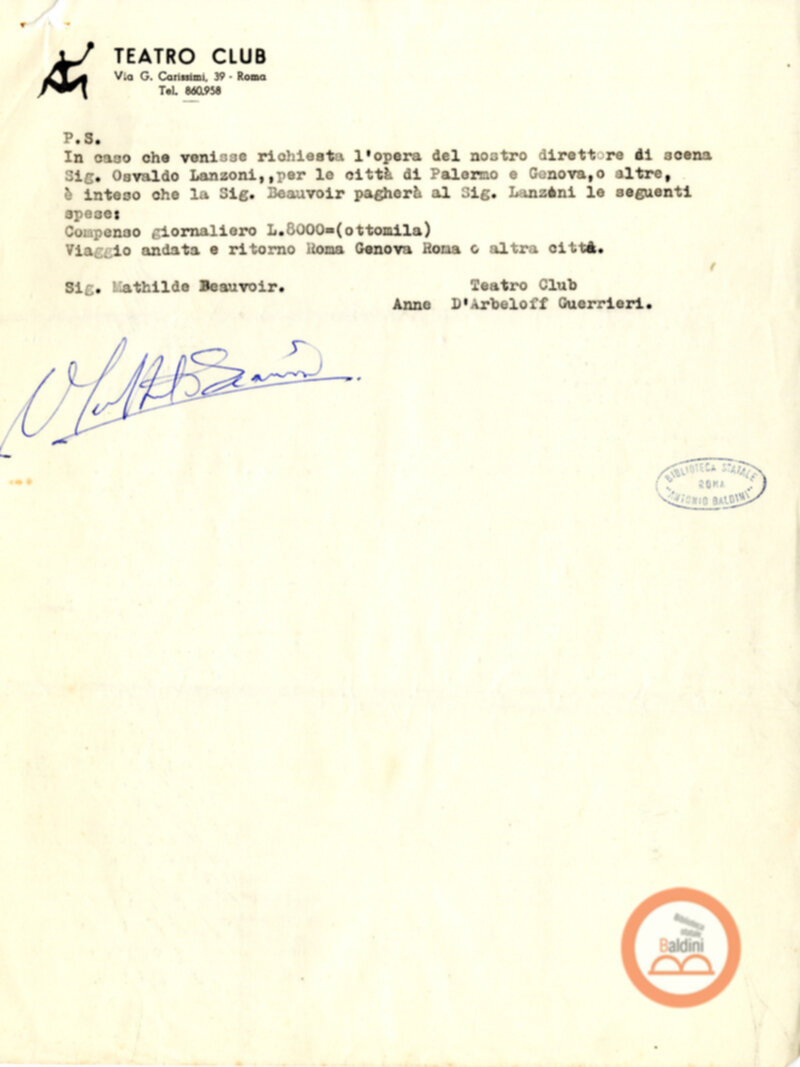 TEATRO CLUB
Via G. Carissimi, 39 - Roma
Tel. 860.958
P.S.
In caso che venisse richiesta l'opera del nostro direttore di scena
Sig. Osvaldo Lanzoni,,per le città di Palermo e Genova,o altre,
è inteso che la Sig. Beauvoir pagherà al Sig. Lanzoni le seguenti
spese:
Compenso giornaliero L.8000=(ottomila)
Viaggio andata e ritorno Roma Genova Roma o altra città.
Sig. Mathilde Beauvoir.
Teatro Club
Anne D'Arbeloff Guerrieri.
BIBLIOTECA STATALE
ROMA
"ANTONIO BALDINI"
Biblioteca
statale
Baldini